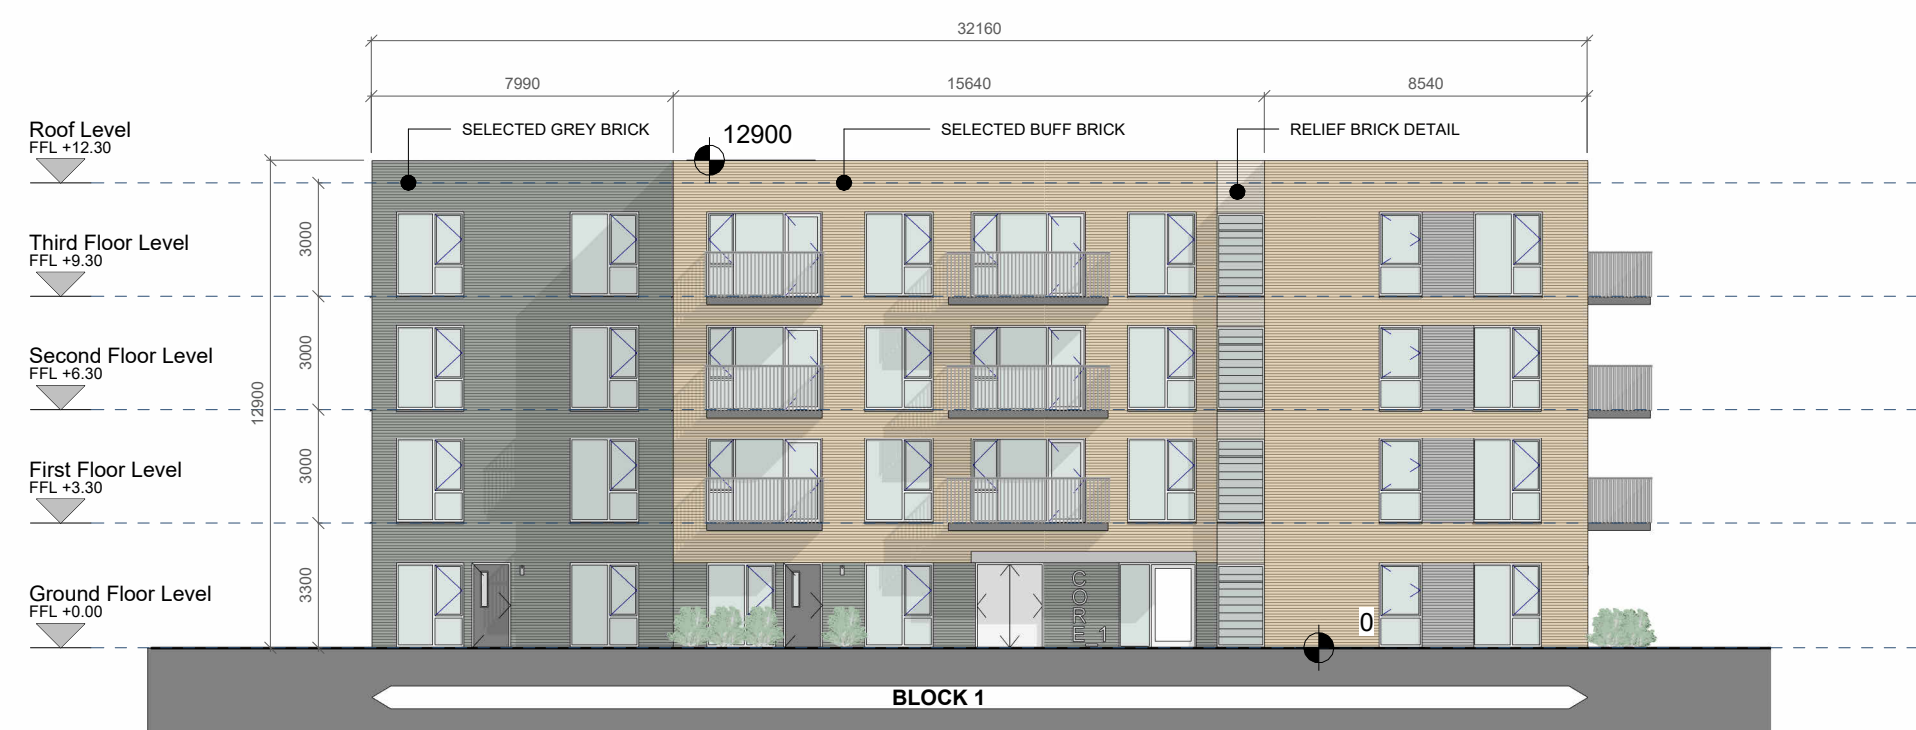 32160
7990
15640
8540
Roof Level
FFL +12.30
SELECTED GREY BRICK
12900
SELECTED BUFF BRICK
RELIEF BRICK DETAIL
Third Floor Level
FFL +9.30
3000
Second Floor Level
FFL +6.30
3000
12900
First Floor Level
FFL +3.30
3000
Ground Floor Level
FFL +0.00
3300
CORE 1
0
BLOCK 1